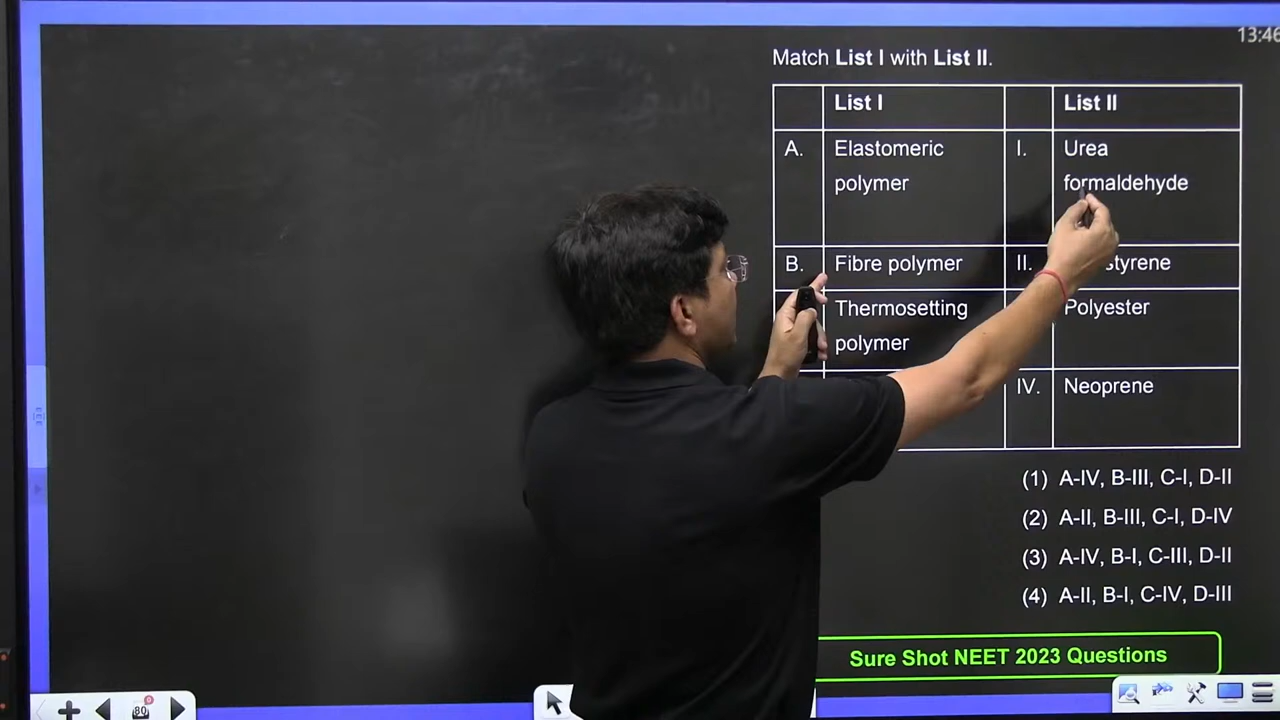 13:46
Match List I with List II.
List I
List II
A.
Elastomeric
polymer
I.
Urea
formaldehyde
B.
Fibre polymer
II.
styrene
Thermosetting
polymer
Polyester
IV.
Neoprene
(1) A-IV, B-III, C-I, D-II
(2) A-II, B-III, C-I, D-IV
(3) A-IV, B-I, C-III, D-II
(4) A-II, B-I, C-IV, D-III
Sure Shot NEET 2023 Questions
80